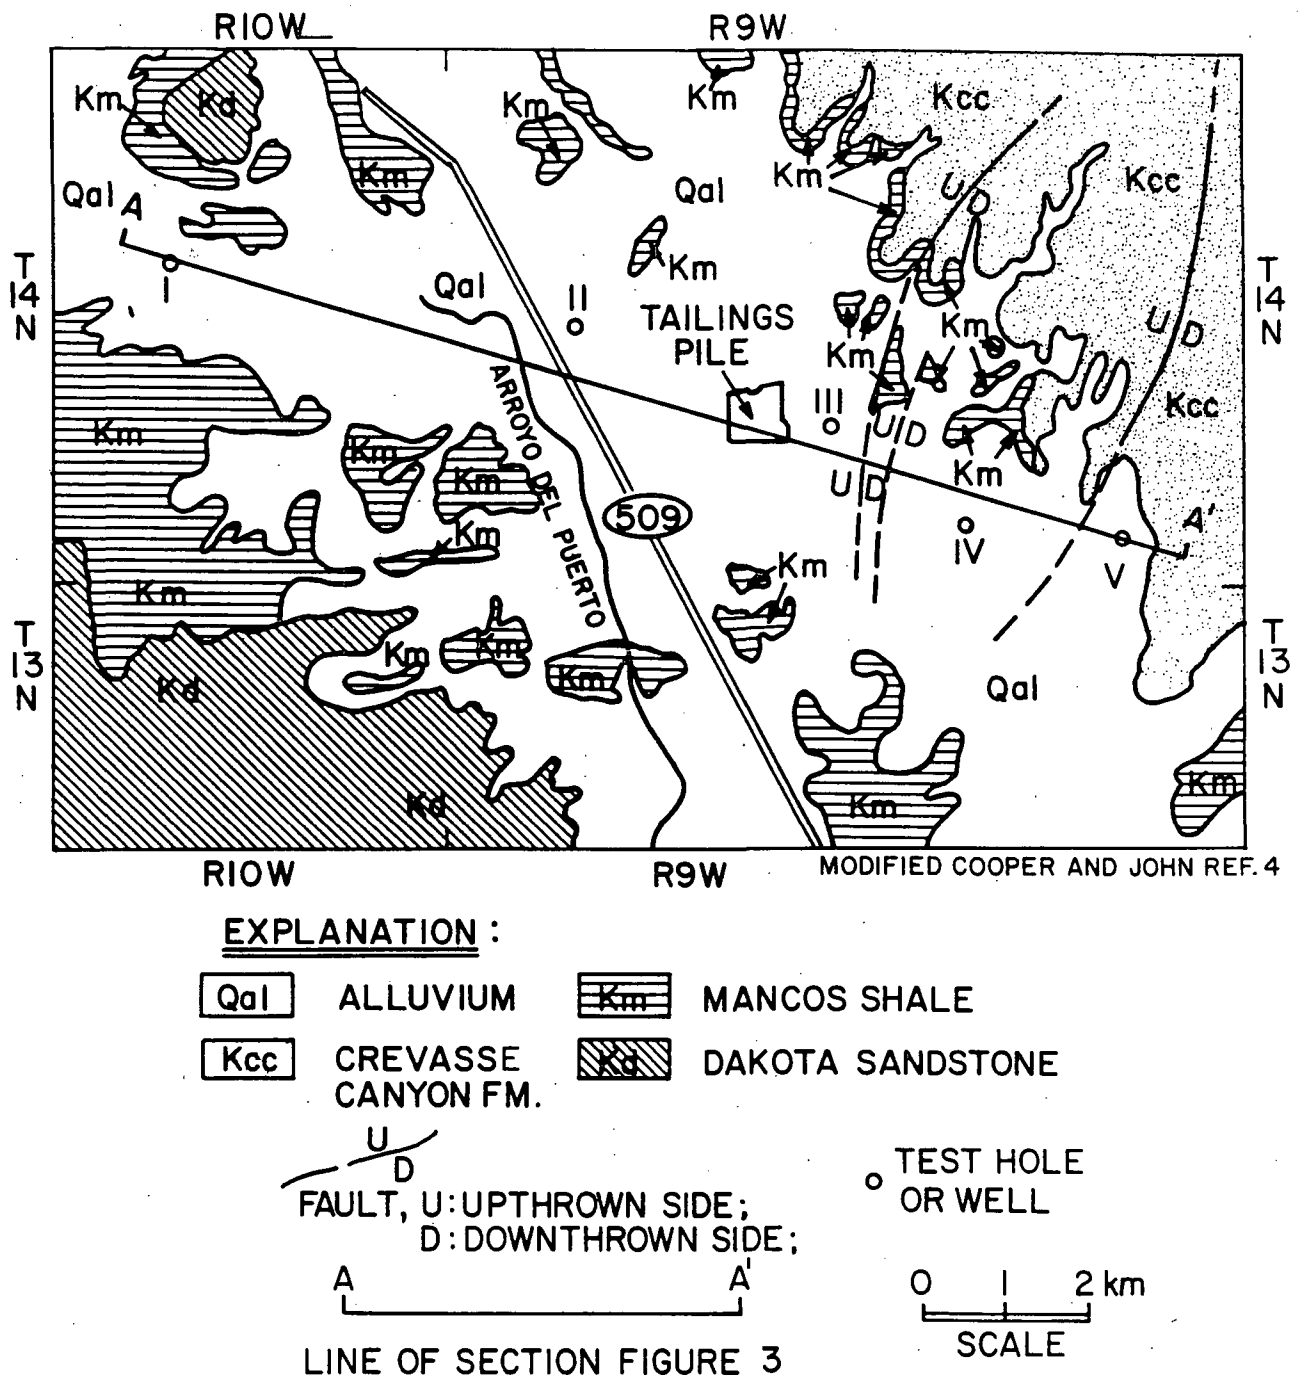 R10W R9W
Km Kd Km Km Km Kcc
Km Qal Km Kcc
Qal A U D
Km
T 14 N I Qal II TAILINGS PILE Km Km U D T 14 N
ARROYO DEL PUERTO III Kcc
Km Km Km U D
Km 509 U D Km A'
Km Km IV V
T 13 N Km Km Km Km Qal T 13 N
Kd
Kd Km Km
R10W R9W MODIFIED COOPER AND JOHN REF. 4
EXPLANATION:
Qal ALLUVIUM Km MANCOS SHALE
Kcc CREVASSE Kd DAKOTA SANDSTONE
CANYON FM.
U
D
FAULT, U: UPTHROWN SIDE;
D: DOWNTHROWN SIDE;
TEST HOLE
OR WELL
A A'
LINE OF SECTION FIGURE 3
0 1 2 km
SCALE